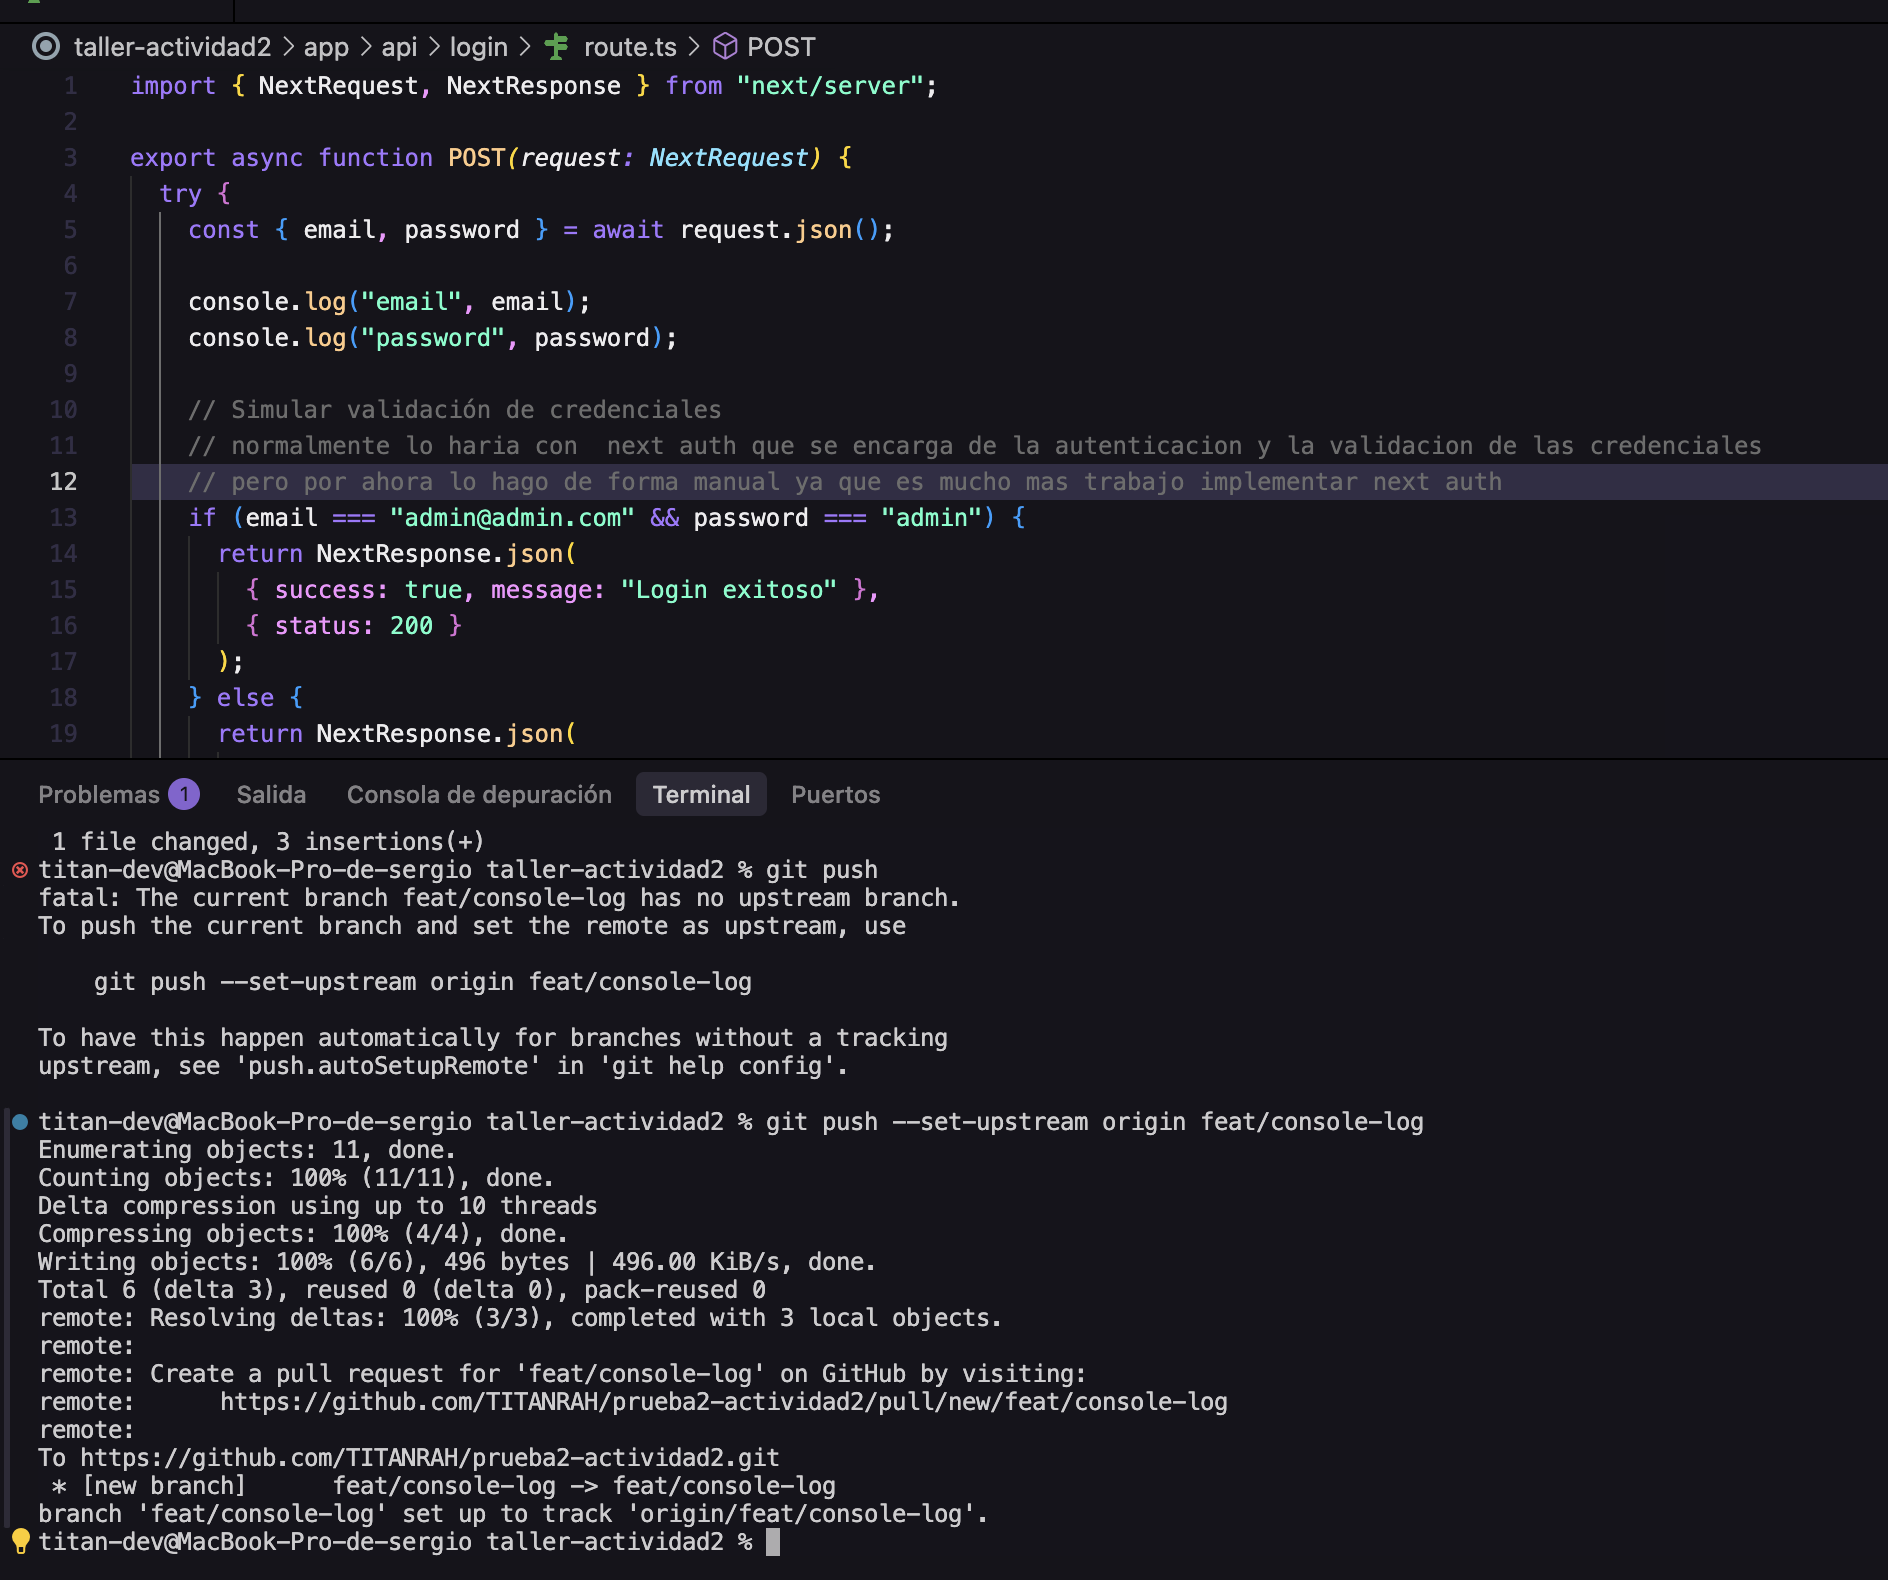 taller-actividad2 > app > api > login > route.ts > POST
1 import { NextRequest, NextResponse } from "next/server";
2
3 export async function POST(request: NextRequest) {
4 try {
5 const { email, password } = await request.json();
6
7 console.log("email", email);
8 console.log("password", password);
9
10 // Simular validación de credenciales
11 // normalmente lo haria con  next auth que se encarga de la autenticacion y la validacion de las credenciales
12 // pero por ahora lo hago de forma manual ya que es mucho mas trabajo implementar next auth
13 if (email === "admin@admin.com" && password === "admin") {
14 return NextResponse.json(
15 { success: true, message: "Login exitoso" },
16 { status: 200 }
17 );
18 } else {
19 return NextResponse.json(
Problemas 1 Salida Consola de depuración Terminal Puertos
1 file changed, 3 insertions(+)
titan-dev@MacBook-Pro-de-sergio taller-actividad2 % git push
fatal: The current branch feat/console-log has no upstream branch.
To push the current branch and set the remote as upstream, use
git push --set-upstream origin feat/console-log
To have this happen automatically for branches without a tracking
upstream, see 'push.autoSetupRemote' in 'git help config'.
titan-dev@MacBook-Pro-de-sergio taller-actividad2 % git push --set-upstream origin feat/console-log
Enumerating objects: 11, done.
Counting objects: 100% (11/11), done.
Delta compression using up to 10 threads
Compressing objects: 100% (4/4), done.
Writing objects: 100% (6/6), 496 bytes | 496.00 KiB/s, done.
Total 6 (delta 3), reused 0 (delta 0), pack-reused 0
remote: Resolving deltas: 100% (3/3), completed with 3 local objects.
remote:
remote: Create a pull request for 'feat/console-log' on GitHub by visiting:
remote:      https://github.com/TITANRAH/prueba2-actividad2/pull/new/feat/console-log
remote:
To https://github.com/TITANRAH/prueba2-actividad2.git
* [new branch]      feat/console-log -> feat/console-log
branch 'feat/console-log' set up to track 'origin/feat/console-log'.
titan-dev@MacBook-Pro-de-sergio taller-actividad2 %